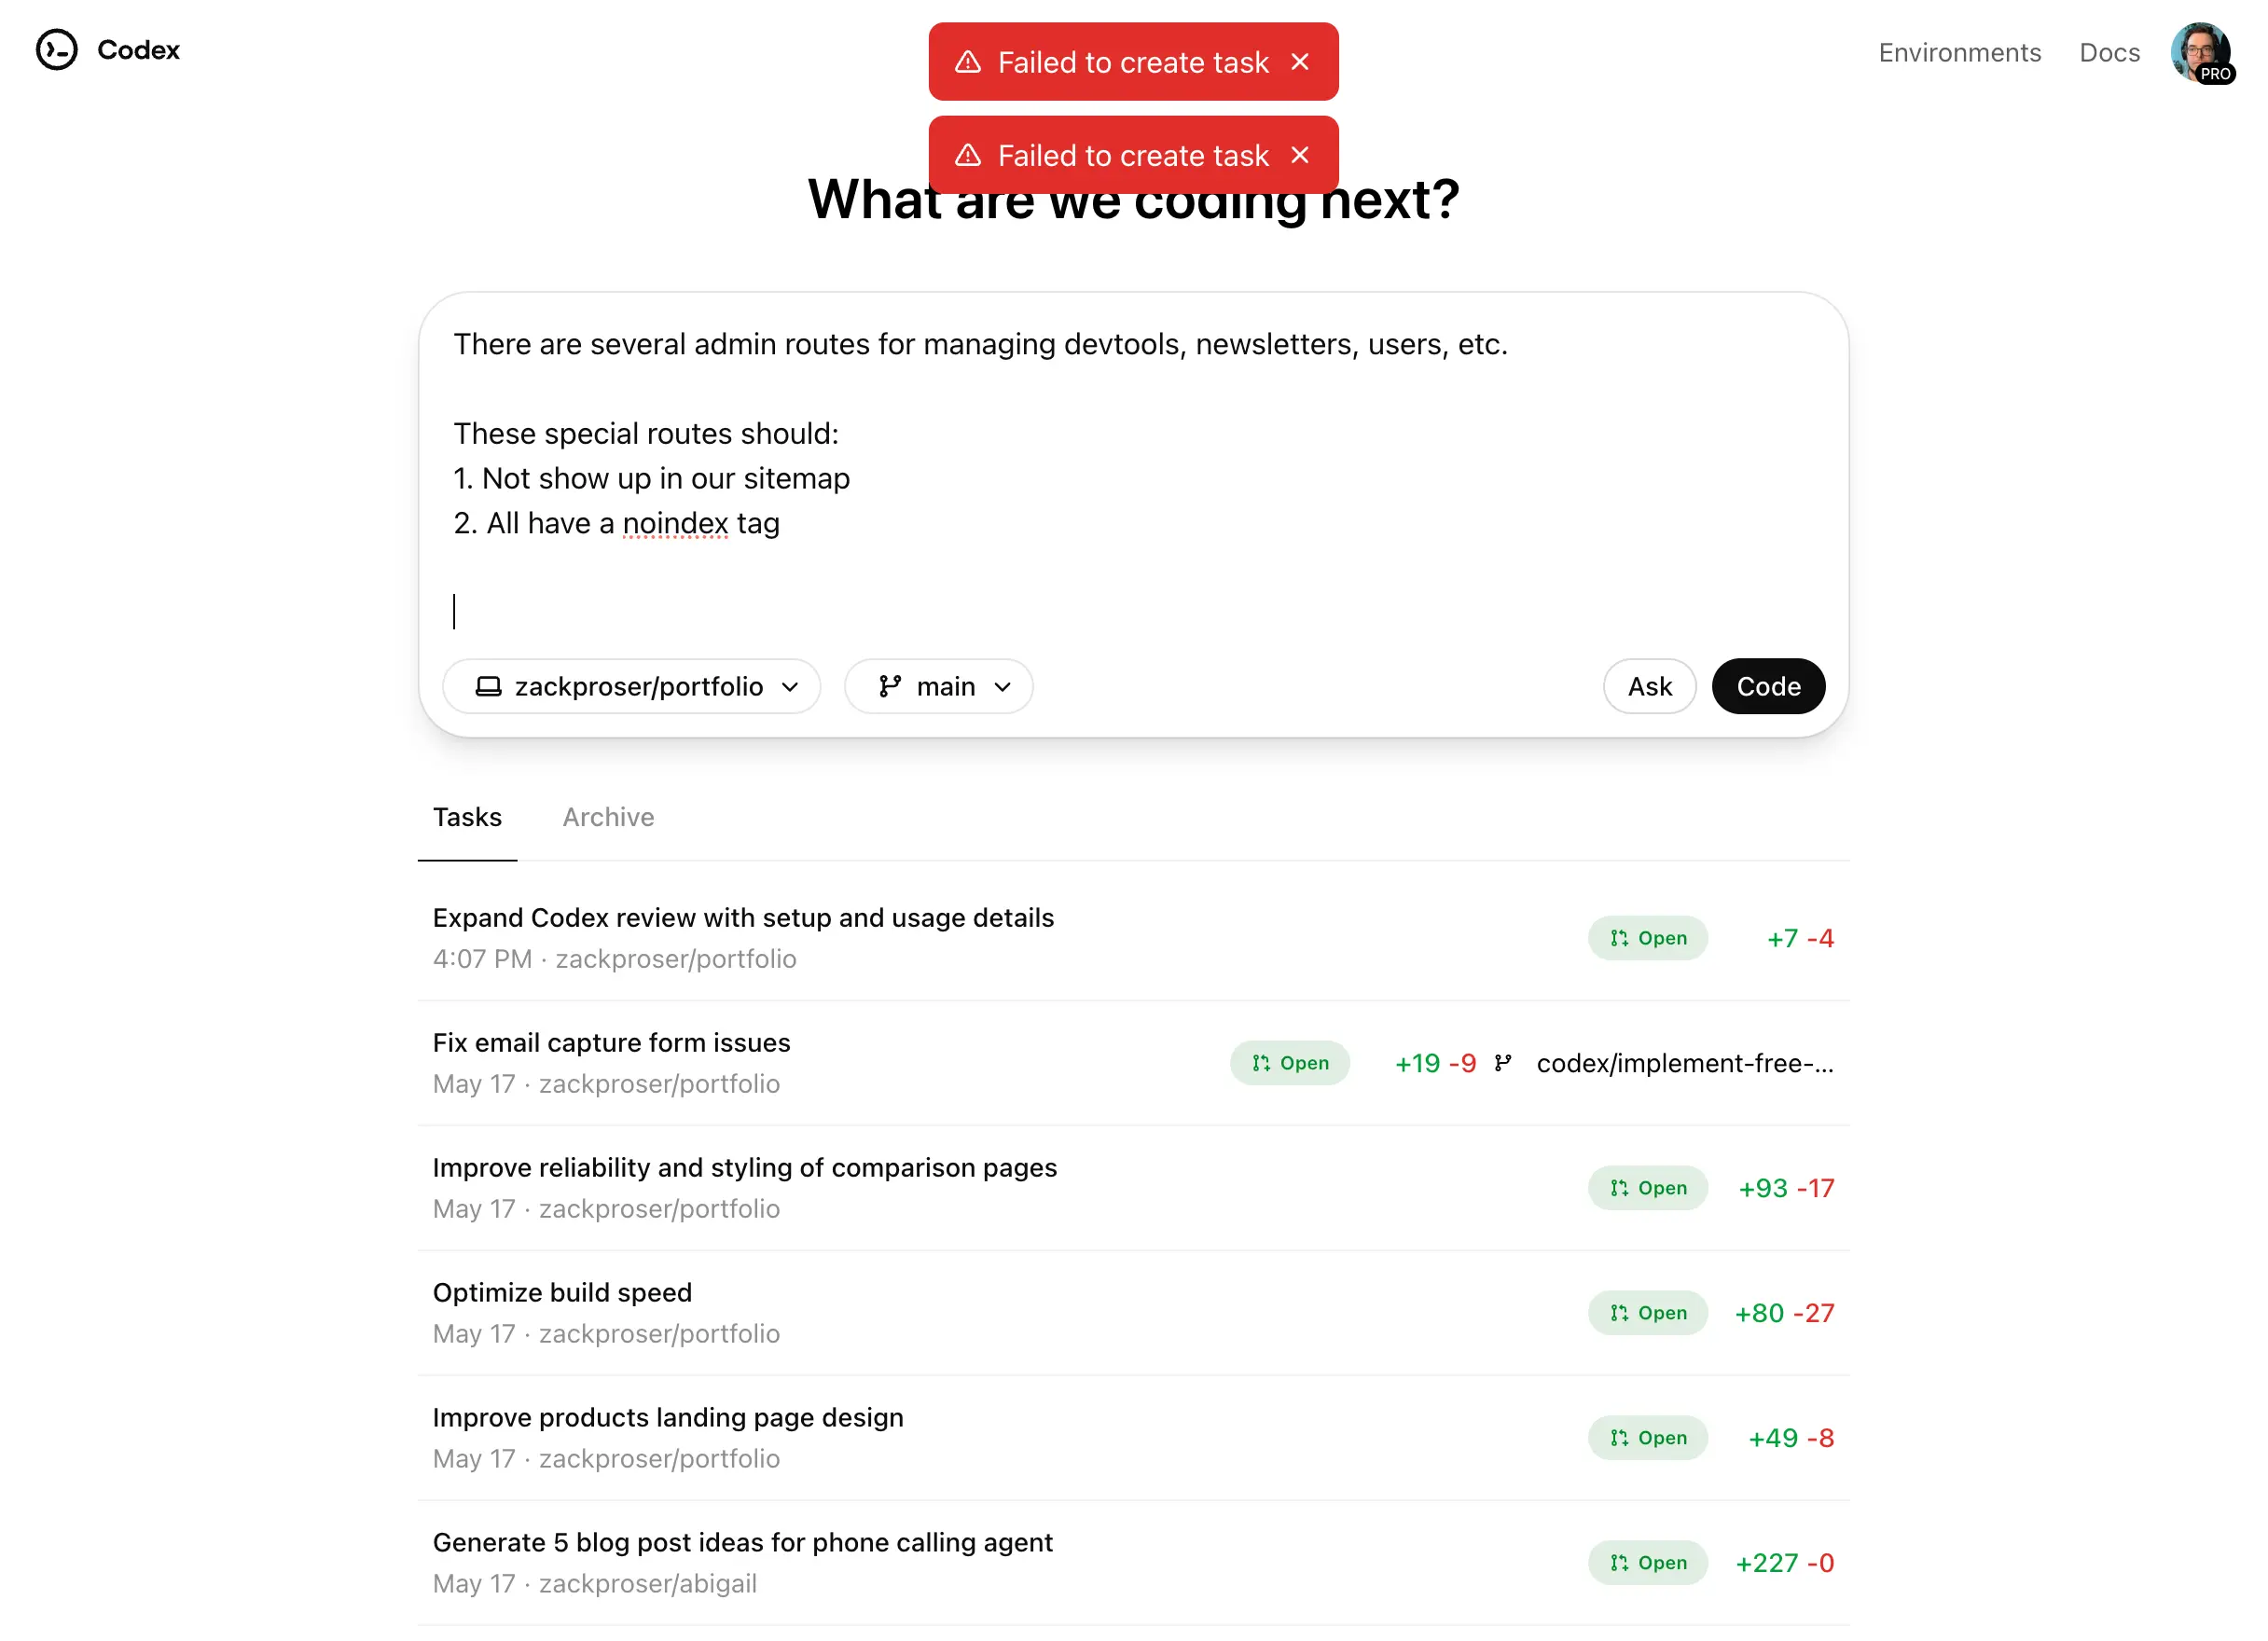 Codex
Failed to create task
Environments
Docs
PRO
Failed to create task
What are we coding next?
There are several admin routes for managing devtools, newsletters, users, etc.
These special routes should:
1. Not show up in our sitemap
2. All have a noindex tag
zackproser/portfolio
main
Ask
Code
Tasks
Archive
Expand Codex review with setup and usage details
4:07 PM · zackproser/portfolio
Open
+7 -4
Fix email capture form issues
May 17 · zackproser/portfolio
Open
+19 -9
codex/implement-free-...
Improve reliability and styling of comparison pages
May 17 · zackproser/portfolio
Open
+93 -17
Optimize build speed
May 17 · zackproser/portfolio
Open
+80 -27
Improve products landing page design
May 17 · zackproser/portfolio
Open
+49 -8
Generate 5 blog post ideas for phone calling agent
May 17 · zackproser/abigail
Open
+227 -0